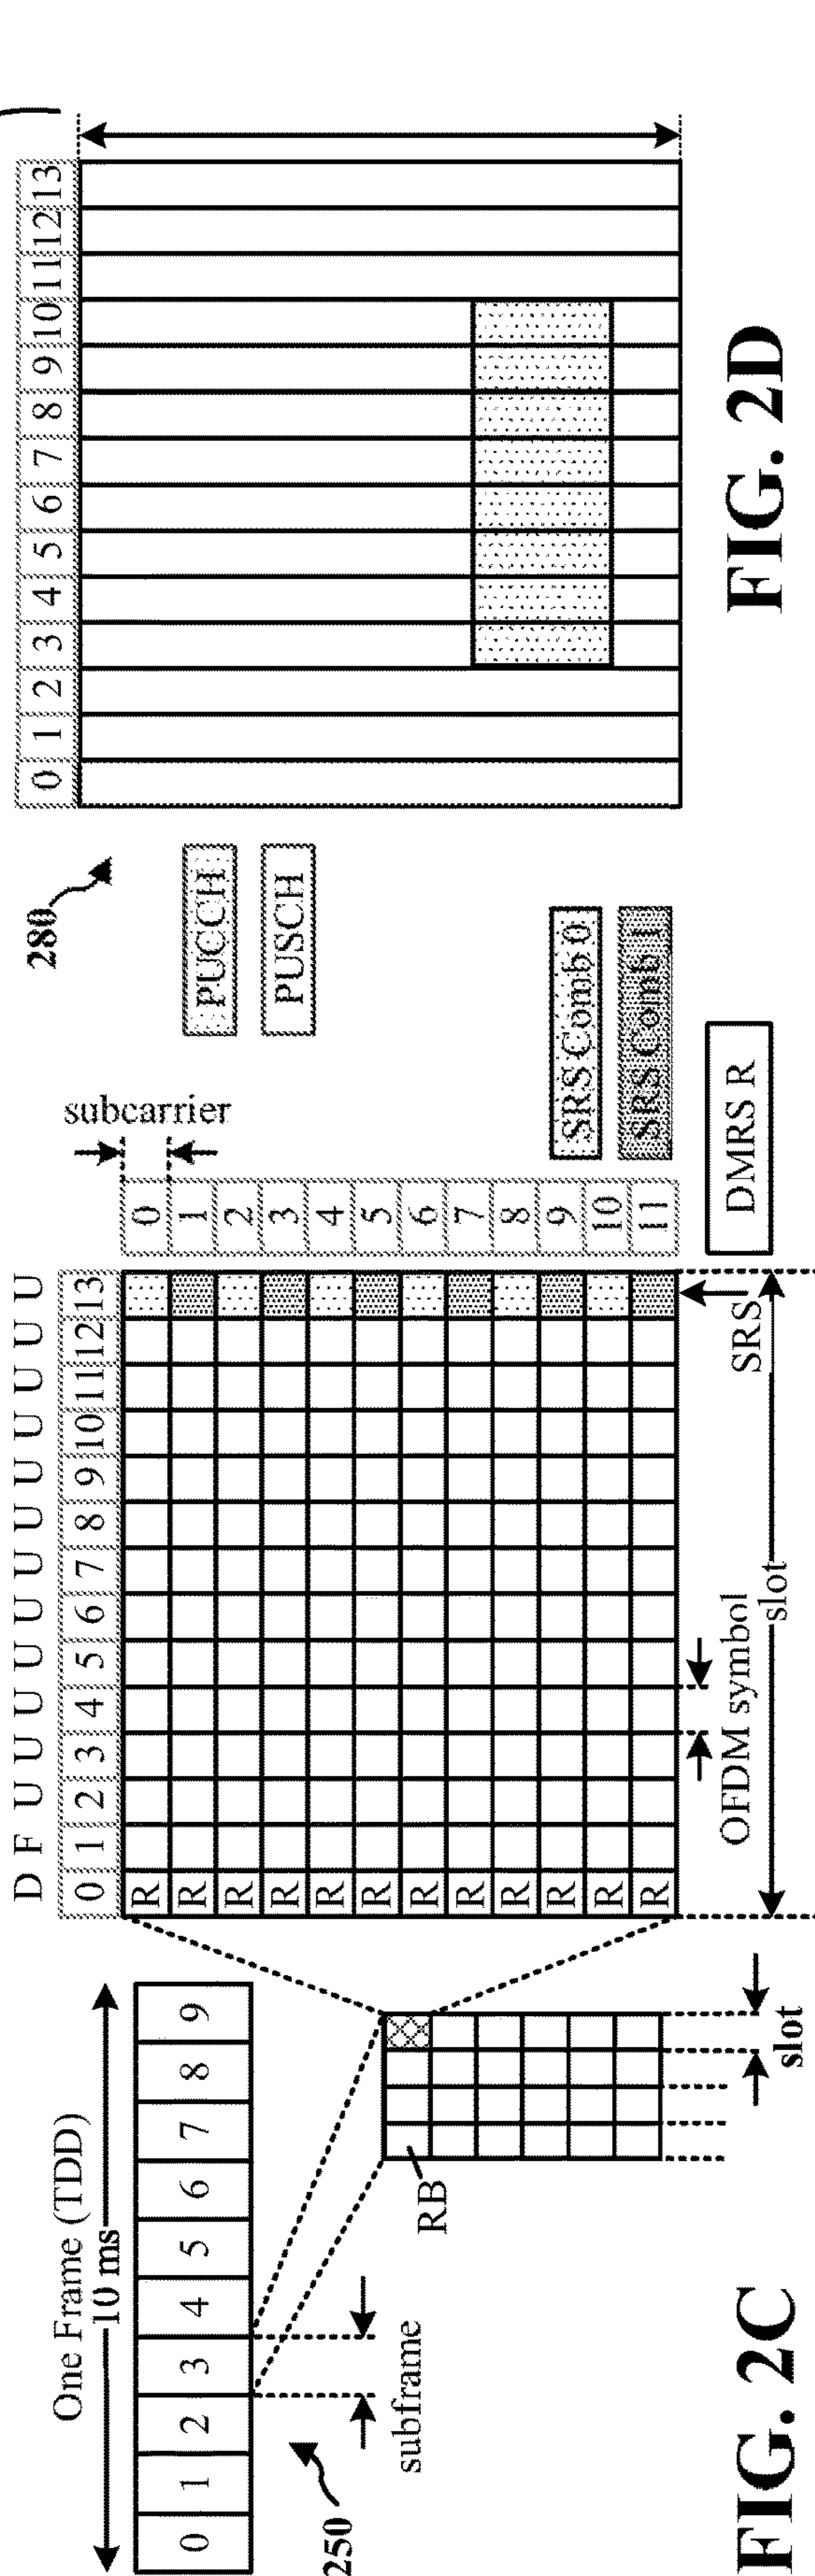 One Frame (TDD)
10 ms
0 1 2 3 4 5 6 7 8 9
250
subframe
RB
slot
FIG. 2C
D F U U U U U U U U U U U U
0 1 2 3 4 5 6 7 8 9 10 11 12 13
R
R
R
R
R
R
R
R
R
R
R
R
subcarrier
0
1
2
3
4
5
6
7
8
9
10
11
OFDM symbol
SRS
slot
DMRS R
SRS Comb 0
SRS Comb 1
280
PUCCH
PUSCH
0 1 2 3 4 5 6 7 8 9 10 11 12 13
FIG. 2D